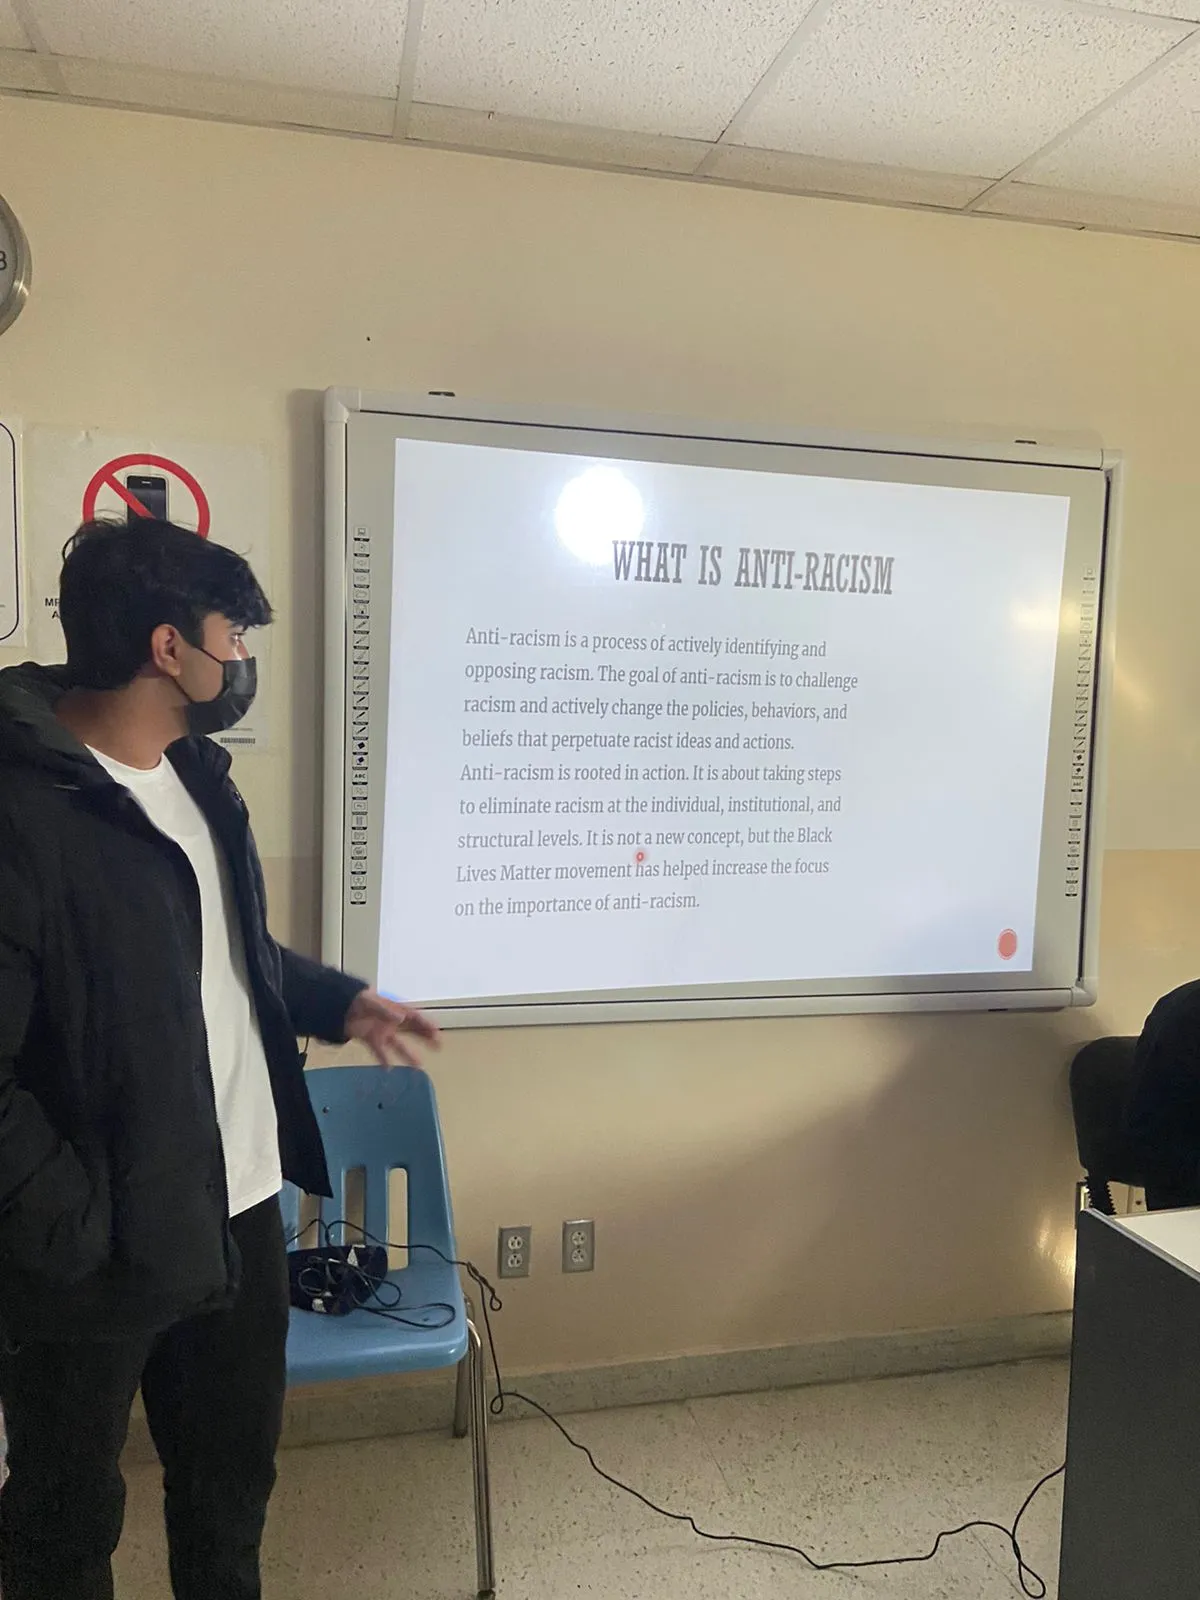 WHAT IS ANTI-RACISM
Anti-racism is a process of actively identifying and
opposing racism. The goal of anti-racism is to challenge
racism and actively change the policies, behaviors, and
beliefs that perpetuate racist ideas and actions.
Anti-racism is rooted in action. It is about taking steps
to eliminate racism at the individual, institutional, and
structural levels. It is not a new concept, but the Black
Lives Matter movement has helped increase the focus
on the importance of anti-racism.
ABC